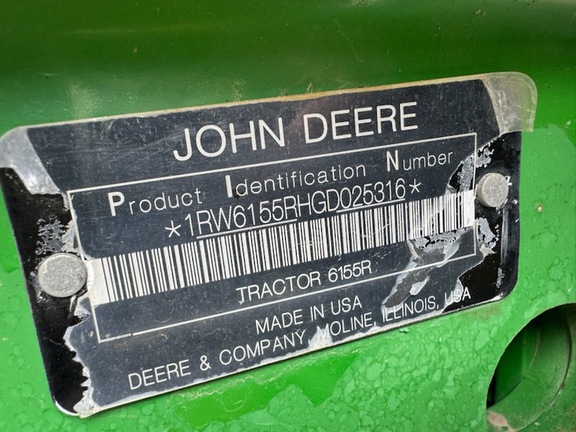 JOHN DEERE
Product Identification Number
*1RW6155RHGD025316*
TRACTOR 6155R
MADE IN USA
DEERE & COMPANY MOLINE, ILLINOIS, USA